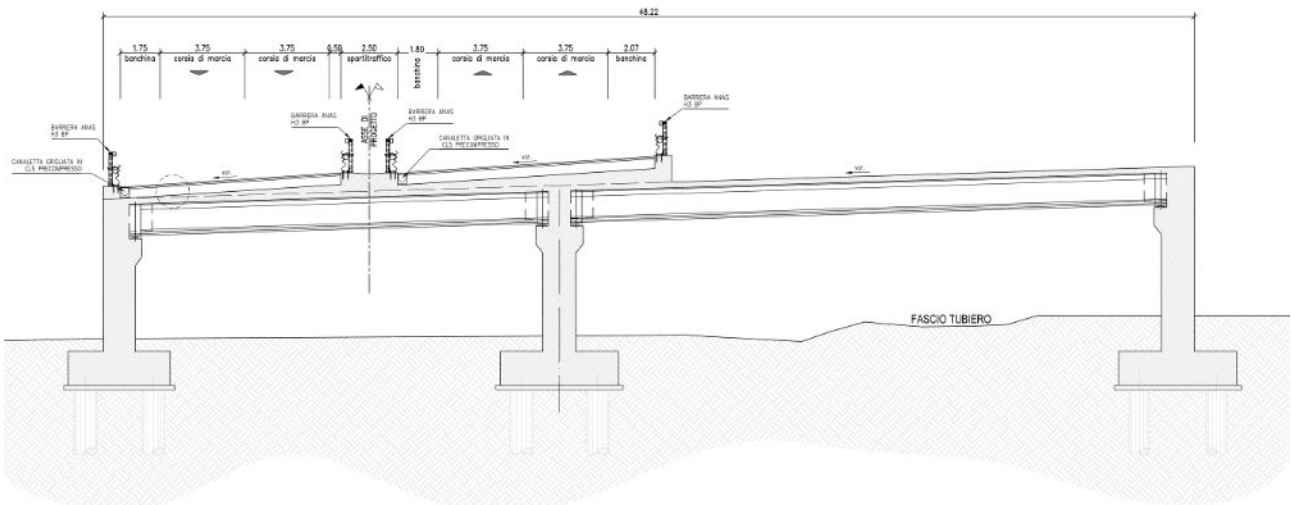 48.22
1.75
banchina
3.75
corsia di marcia
3.75
corsia di marcia
0.50
2.50
spartitraffico
1.80
banchina
3.75
corsia di marcia
3.75
corsia di marcia
2.07
banchina
BARRIERA ANAS
H3 BP
BARRIERA ANAS
H3 BP
ASSE DI
PROGETTO
BARRIERA ANAS
H3 BP
BARRIERA ANAS
H3 BP
CANALETTA GRIGLIATA IN
CLS PRECOMPRESSO
CANALETTA GRIGLIATA IN
CLS PRECOMPRESSO
var.
var.
var.
FASCIO TUBIERO